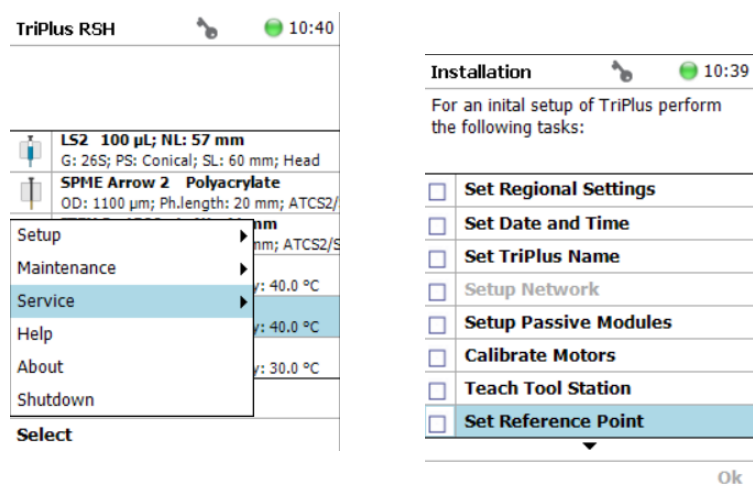 TriPlus RSH 10:40
LS2 100 µL; NL: 57 mm
G: 26S; PS: Conical; SL: 60 mm; Head
SPME Arrow 2 Polyacrylate
OD: 1100 µm; Ph.length: 20 mm; ATCS2/
mm
Setup
mm; ATCS2/S
Maintenance
y: 40.0 °C
Service
Help
y: 40.0 °C
About
y: 30.0 °C
Shutdown
Select
Installation 10:39
For an inital setup of TriPlus perform
the following tasks:
Set Regional Settings
Set Date and Time
Set TriPlus Name
Setup Network
Setup Passive Modules
Calibrate Motors
Teach Tool Station
Set Reference Point
Ok